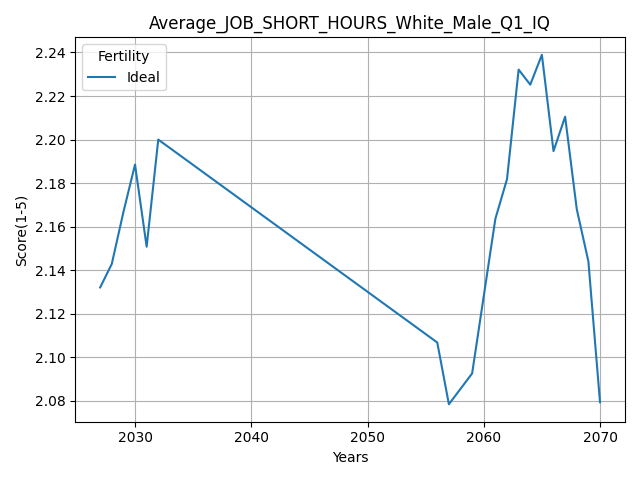 Average_JOB_SHORT_HOURS_White_Male_Q1_IQ
Fertility
Ideal
Score(1-5)
2.24
2.22
2.20
2.18
2.16
2.14
2.12
2.10
2.08
2030 2040 2050 2060 2070
Years